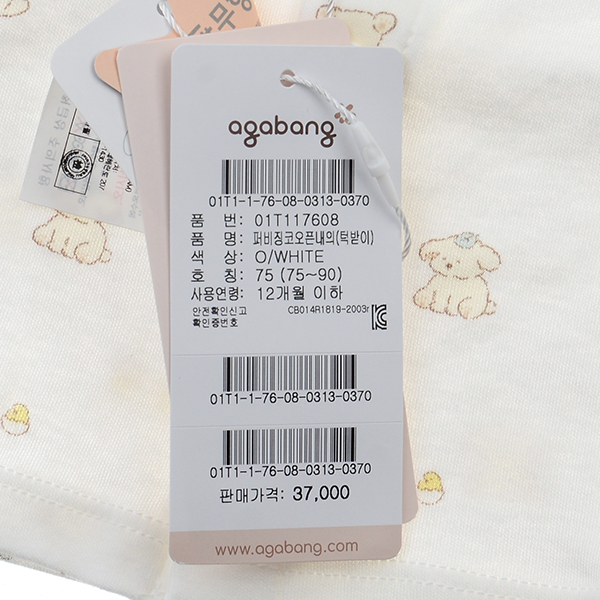 agabang
01T1-1-76-08-0313-0370
품 번: 01T117608
품 명: 퍼비징코오픈내의(턱받이)
색 상: O/WHITE
호 칭: 75 (75~90)
사용연령: 12개월 이하
안전확인신고
확인증번호
CB014R1819-2003r
01T1-1-76-08-0313-0370
01T1-1-76-08-0313-0370
판매가격: 37,000
www.agabang.com